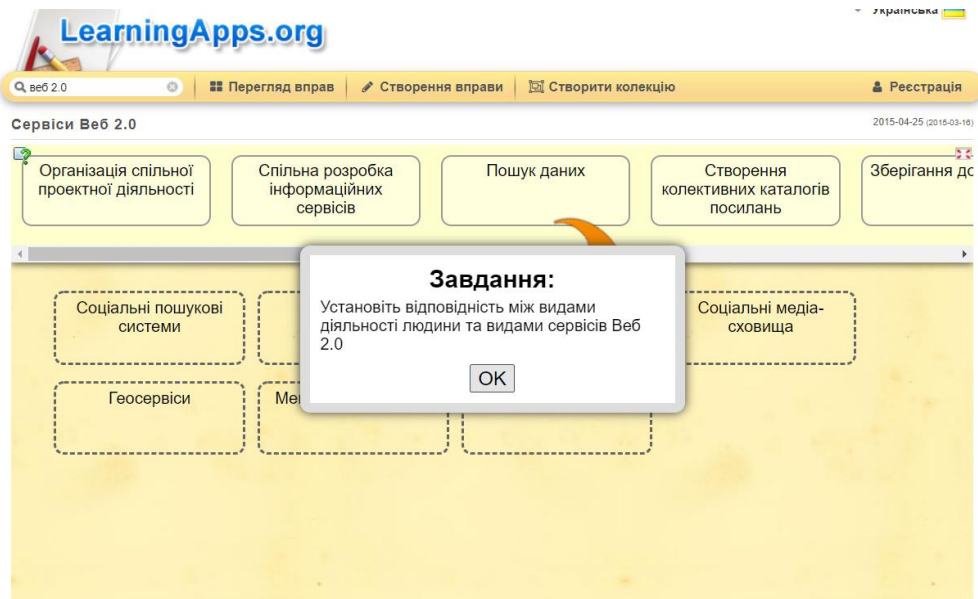 Українська
LearningApps.org
веб 2.0
Перегляд вправ
Створення вправи
Створити колекцію
Реєстрація
Сервіси Веб 2.0
2015-04-25 (2015-03-16)
Організація спільної
проектної діяльності
Спільна розробка
інформаційних
сервісів
Пошук даних
Створення
колективних каталогів
посилань
Зберігання до
Завдання:
Установіть відповідність між видами
діяльності людини та видами сервісів Веб
2.0
OK
Соціальні пошукові
системи
Соціальні медіа-
сховища
Геосервіси